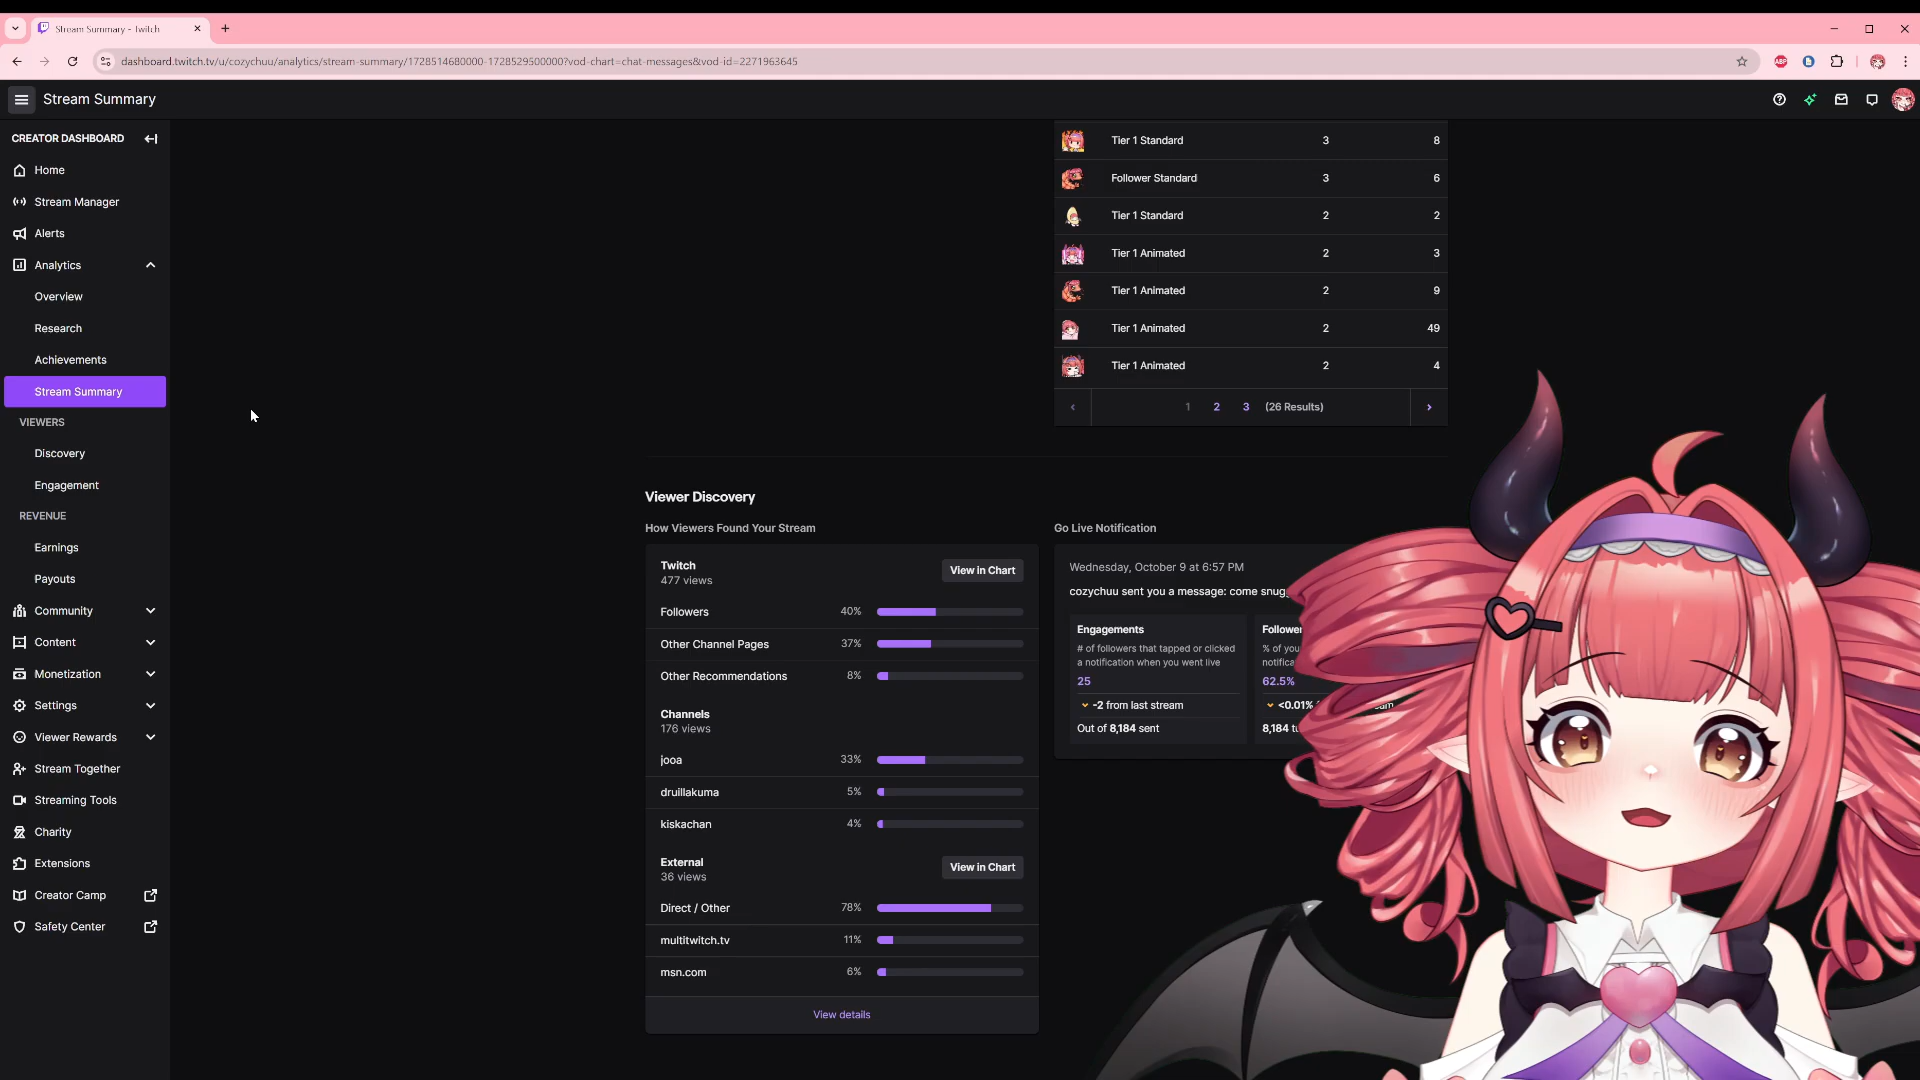 Stream Summary - Twitch
dashboard.twitch.tv/u/cozychuu/analytics/stream-summary/1728514680000-1728529500000?vod-chart=chat-messages&vod-id=2271963645
ABP
Stream Summary
CREATOR DASHBOARD
Home
Stream Manager
Alerts
Analytics
Overview
Research
Achievements
Stream Summary
VIEWERS
Discovery
Engagement
REVENUE
Earnings
Payouts
Community
Content
Monetization
Settings
Viewer Rewards
Stream Together
Streaming Tools
Charity
Extensions
Creator Camp
Safety Center
Tier 1 Standard 3 8
Follower Standard 3 6
Tier 1 Standard 2 2
Tier 1 Animated 2 3
Tier 1 Animated 2 9
Tier 1 Animated 2 49
Tier 1 Animated 2 4
1 2 3 (26 Results)
Viewer Discovery
How Viewers Found Your Stream
Twitch
477 views
View in Chart
Followers 40%
Other Channel Pages 37%
Other Recommendations 8%
Channels
176 views
jooa 33%
druillakuma 5%
kiskachan 4%
External
36 views
View in Chart
Direct / Other 78%
multitwitch.tv 11%
msn.com 6%
View details
Go Live Notification
Wednesday, October 9 at 6:57 PM
cozychuu sent you a message: come
Engagements
# of followers that tapped or clicked
a notification when you went live
25
-2 from last stream
Out of 8,184 sent
% of you
62.5%
<0.01%
8,184